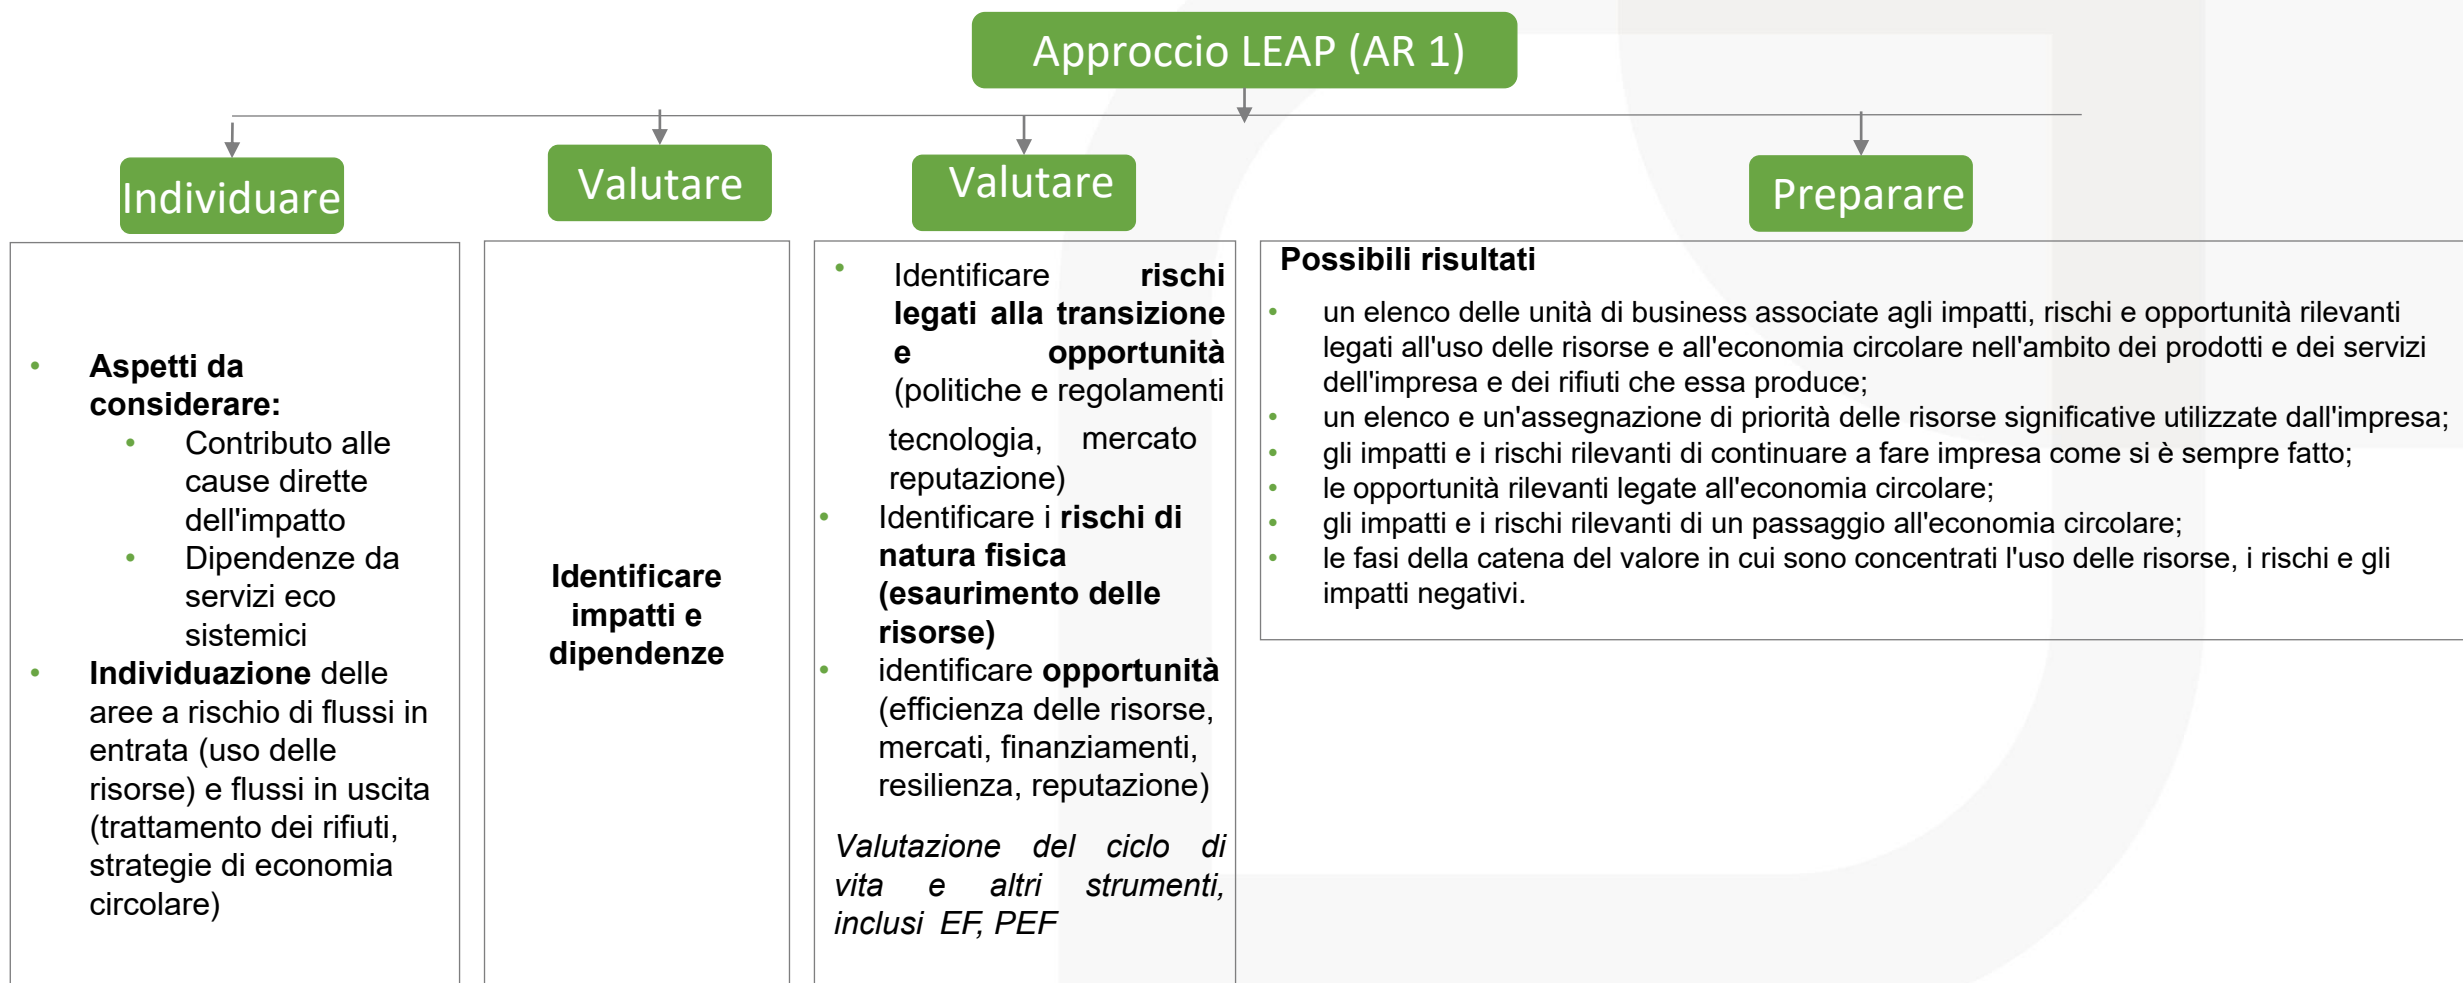 Approccio LEAP (AR 1)
Individuare
Valutare
Valutare
Preparare
• Aspetti da
considerare:
• Contributo alle
cause dirette
dell'impatto
• Dipendenze da
servizi eco
sistemici
• Individuazione delle
aree a rischio di flussi in
entrata (uso delle
risorse) e flussi in uscita
(trattamento dei rifiuti,
strategie di economia
circolare)
Identificare
impatti e
dipendenze
• Identificare rischi
legati alla transizione
e opportunità
(politiche e regolamenti
tecnologia, mercato
reputazione)
• Identificare i rischi di
natura fisica
(esaurimento delle
risorse)
• identificare opportunità
(efficienza delle risorse,
mercati, finanziamenti,
resilienza, reputazione)
Valutazione del ciclo di
vita e altri strumenti,
inclusi EF, PEF
Possibili risultati
• un elenco delle unità di business associate agli impatti, rischi e opportunità rilevanti
legati all'uso delle risorse e all'economia circolare nell'ambito dei prodotti e dei servizi
dell'impresa e dei rifiuti che essa produce;
• un elenco e un'assegnazione di priorità delle risorse significative utilizzate dall'impresa;
• gli impatti e i rischi rilevanti di continuare a fare impresa come si è sempre fatto;
• le opportunità rilevanti legate all'economia circolare;
• gli impatti e i rischi rilevanti di un passaggio all'economia circolare;
• le fasi della catena del valore in cui sono concentrati l'uso delle risorse, i rischi e gli
impatti negativi.